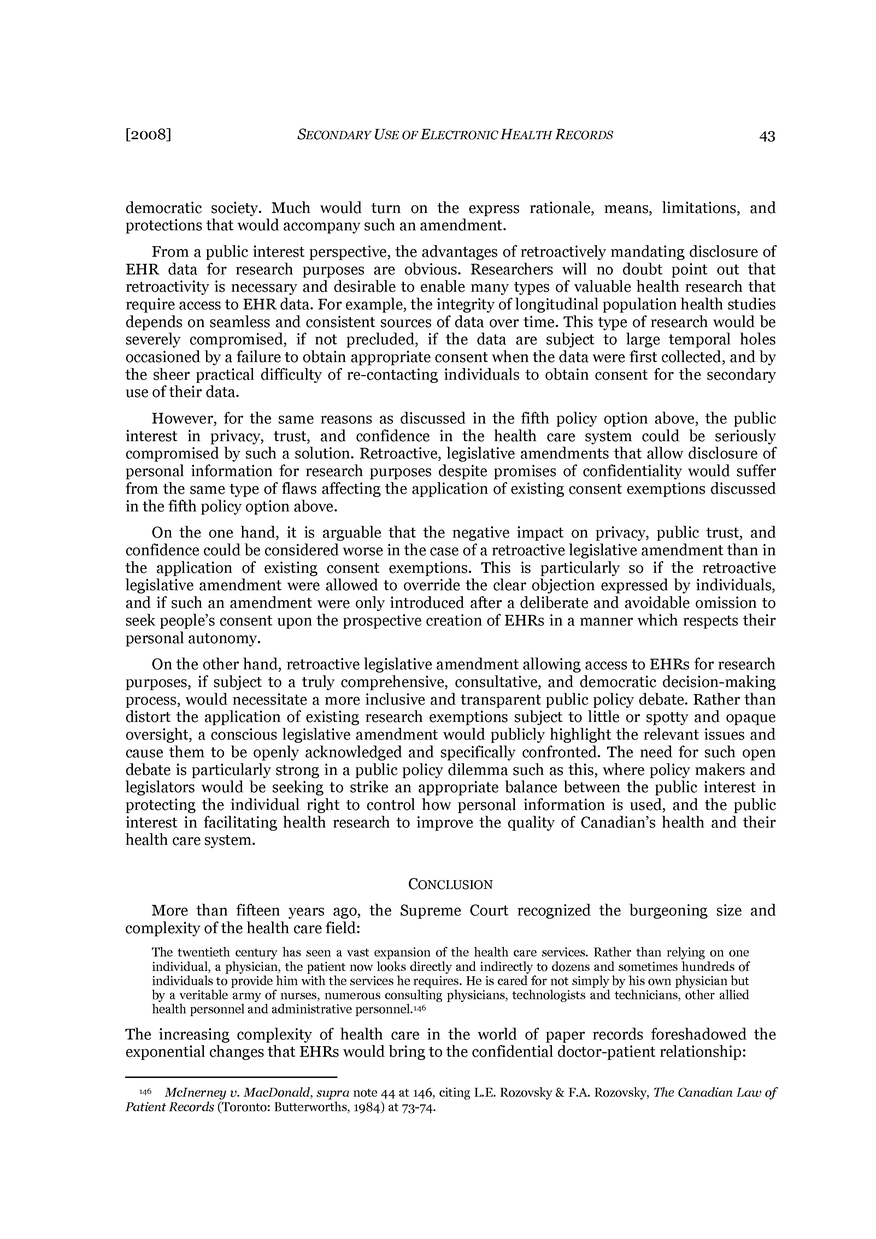 [2008] SECONDARY USE OF ELECTRONIC HEALTH RECORDS 43
democratic society. Much would turn on the express rationale, means, limitations, and
protections that would accompany such an amendment.
From a public interest perspective, the advantages of retroactively mandating disclosure of
EHR data for research purposes are obvious. Researchers will no doubt point out that
retroactivity is necessary and desirable to enable many types of valuable health research that
require access to EHR data. For example, the integrity of longitudinal population health studies
depends on seamless and consistent sources of data over time. This type of research would be
severely compromised, if not precluded, if the data are subject to large temporal holes
occasioned by a failure to obtain appropriate consent when the data were first collected, and by
the sheer practical difficulty of re-contacting individuals to obtain consent for the secondary
use of their data.
However, for the same reasons as discussed in the fifth policy option above, the public
interest in privacy, trust, and confidence in the health care system could be seriously
compromised by such a solution. Retroactive, legislative amendments that allow disclosure of
personal information for research purposes despite promises of confidentiality would suffer
from the same type of flaws affecting the application of existing consent exemptions discussed
in the fifth policy option above.
On the one hand, it is arguable that the negative impact on privacy, public trust, and
confidence could be considered worse in the case of a retroactive legislative amendment than in
the application of existing consent exemptions. This is particularly so if the retroactive
legislative amendment were allowed to override the clear objection expressed by individuals,
and if such an amendment were only introduced after a deliberate and avoidable omission to
seek people's consent upon the prospective creation of EHRs in a manner which respects their
personal autonomy.
On the other hand, retroactive legislative amendment allowing access to EHRs for research
purposes, if subject to a truly comprehensive, consultative, and democratic decision-making
process, would necessitate a more inclusive and transparent public policy debate. Rather than
distort the application of existing research exemptions subject to little or spotty and opaque
oversight, a conscious legislative amendment would publicly highlight the relevant issues and
cause them to be openly acknowledged and specifically confronted. The need for such open
debate is particularly strong in a public policy dilemma such as this, where policy makers and
legislators would be seeking to strike an appropriate balance between the public interest in
protecting the individual right to control how personal information is used, and the public
interest in facilitating health research to improve the quality of Canadian's health and their
health care system.
CONCLUSION
More than fifteen years ago, the Supreme Court recognized the burgeoning size and
complexity of the health care field:
The twentieth century has seen a vast expansion of the health care services. Rather than relying on one
individual, a physician, the patient now looks directly and indirectly to dozens and sometimes hundreds of
individuals to provide him with the services he requires. He is cared for not simply by his own physician but
by a veritable army of nurses, numerous consulting physicians, technologists and technicians, other allied
health personnel and administrative personnel.146
The increasing complexity of health care in the world of paper records foreshadowed the
exponential changes that EHRs would bring to the confidential doctor-patient relationship:
146 McInerney v. MacDonald, supra note 44 at 146, citing L.E. Rozovsky & F.A. Rozovsky, The Canadian Law of
Patient Records (Toronto: Butterworths, 1984) at 73-74.